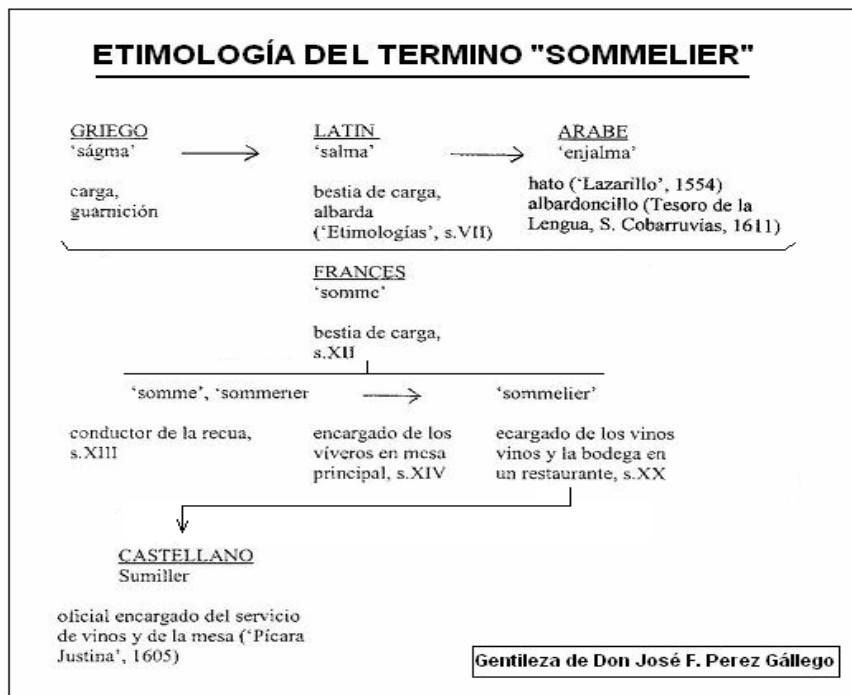 ETIMOLOGÍA DEL TERMINO "SOMMELIER"
GRIEGO
‘ságma’
carga,
guarnición
LATIN
‘salma’
bestia de carga,
albarda
(‘Etimologías’, s.VII)
ARABE
‘enjalma’
hato (‘Lazarillo’, 1554)
albardoncillo (Tesoro de la
Lengua, S. Cobarruvías, 1611)
FRANCES
‘somme’
bestia de carga,
s.XII
‘somme’, ‘sommerier
‘sommelier’
conductor de la recua,
s.XIII
encargado de los
víveros en mesa
principal, s.XIV
ecargado de los vinos
vinos y la bodega en
un restaurante, s.XX
CASTELLANO
Sumiller
oficial encargado del servicio
de vinos y de la mesa (‘Pícara
Justina’, 1605)
Gentileza de Don José F. Perez Gállego